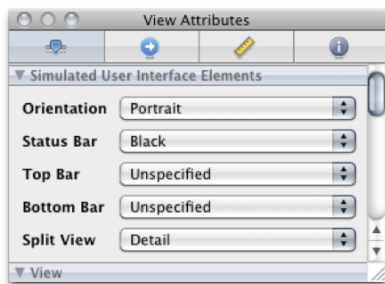 View Attributes
Simulated User Interface Elements
Orientation Portrait
Status Bar Black
Top Bar Unspecified
Bottom Bar Unspecified
Split View Detail
View